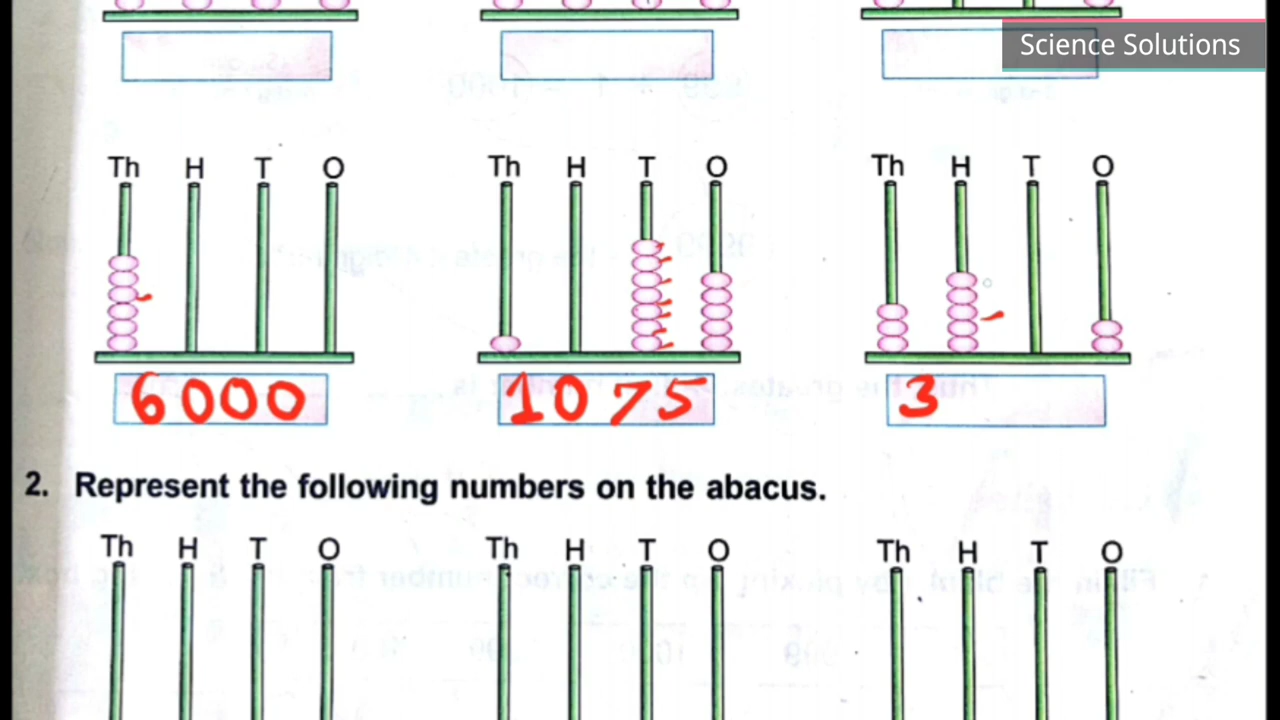 Science Solutions
Th H T O Th H T O Th H T O
6000 1075 3
2. Represent the following numbers on the abacus.
Th H T O Th H T O Th H T O